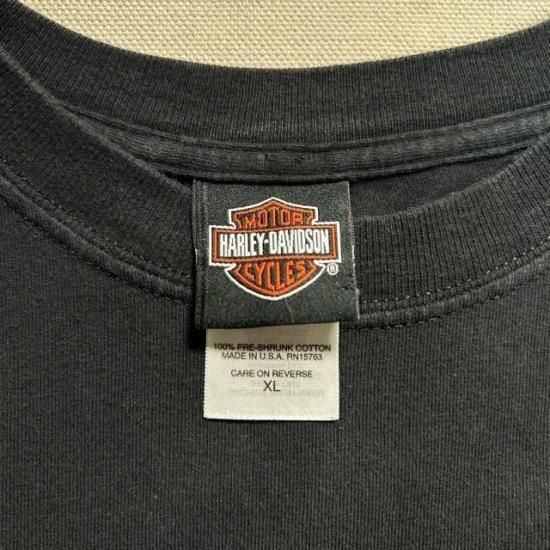 MOTOR
HARLEY-DAVIDSON
CYCLES
®
100% PRE-SHRUNK COTTON
MADE IN U.S.A. RN15763
CARE ON REVERSE
XL